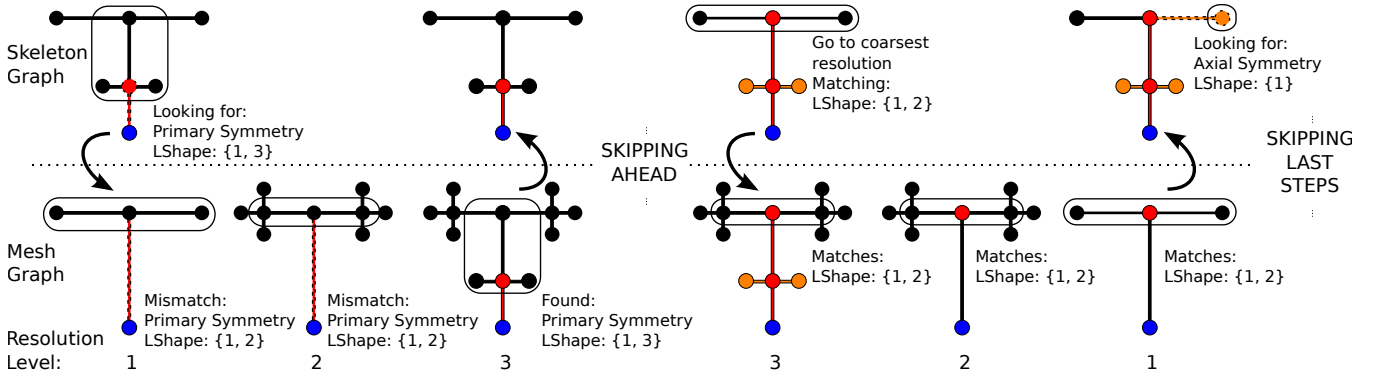 Skeleton
Graph
Looking for:
Primary Symmetry
LShape: {1, 3}
SKIPPING
AHEAD
Go to coarsest
resolution
Matching:
LShape: {1, 2}
Looking for:
Axial Symmetry
LShape: {1}
SKIPPING
LAST
STEPS
Mesh
Graph
Mismatch:
Primary Symmetry
LShape: {1, 2}
Mismatch:
Primary Symmetry
LShape: {1, 2}
Found:
Primary Symmetry
LShape: {1, 3}
Matches:
LShape: {1, 2}
Matches:
LShape: {1, 2}
Matches:
LShape: {1, 2}
Resolution
Level:
1 2 3 3 2 1